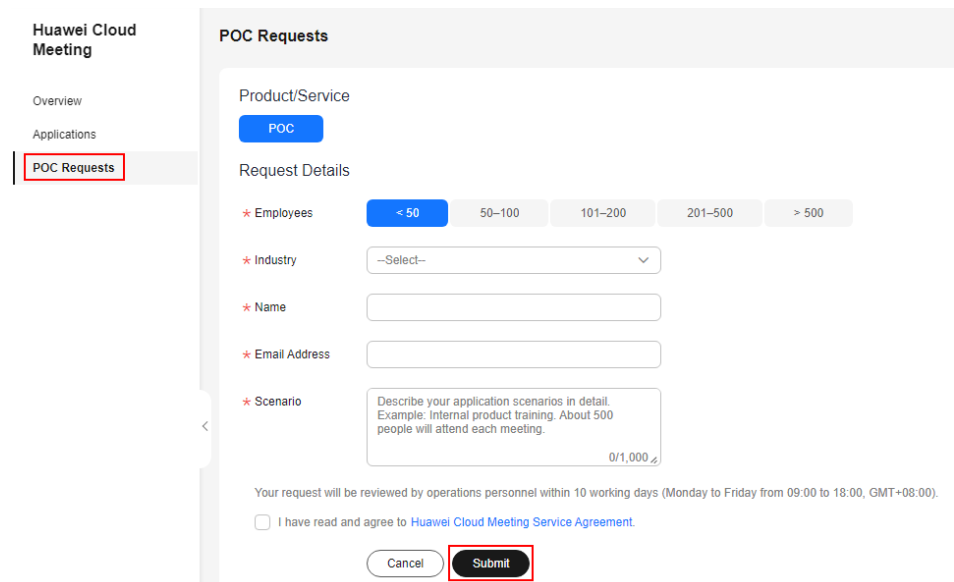 Huawei Cloud
Meeting
Overview
Applications
POC Requests
POC Requests
Product/Service
POC
Request Details
* Employees
< 50
50–100
101–200
201–500
> 500
* Industry
--Select--
* Name
* Email Address
* Scenario
Describe your application scenarios in detail.
Example: Internal product training. About 500
people will attend each meeting.
0/1,000
Your request will be reviewed by operations personnel within 10 working days (Monday to Friday from 09:00 to 18:00, GMT+08:00).
I have read and agree to Huawei Cloud Meeting Service Agreement.
Cancel
Submit